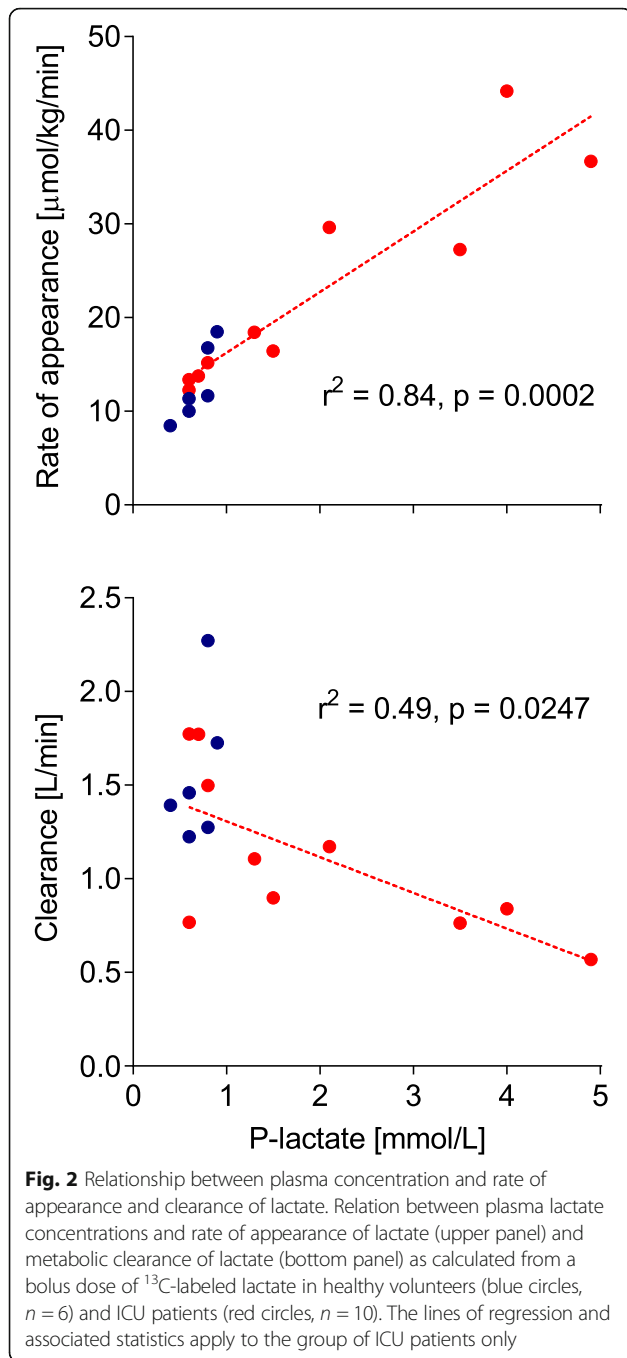 50
40
30
20
10
0
Rate of appearance [μmol/kg/min]
r² = 0.84, p = 0.0002
2.5
2.0
1.5
1.0
0.5
0.0
Clearance [L/min]
r² = 0.49, p = 0.0247
0 1 2 3 4 5
P-lactate [mmol/L]
Fig. 2 Relationship between plasma concentration and rate of
appearance and clearance of lactate. Relation between plasma lactate
concentrations and rate of appearance of lactate (upper panel) and
metabolic clearance of lactate (bottom panel) as calculated from a
bolus dose of ¹³C-labeled lactate in healthy volunteers (blue circles,
n = 6) and ICU patients (red circles, n = 10). The lines of regression and
associated statistics apply to the group of ICU patients only